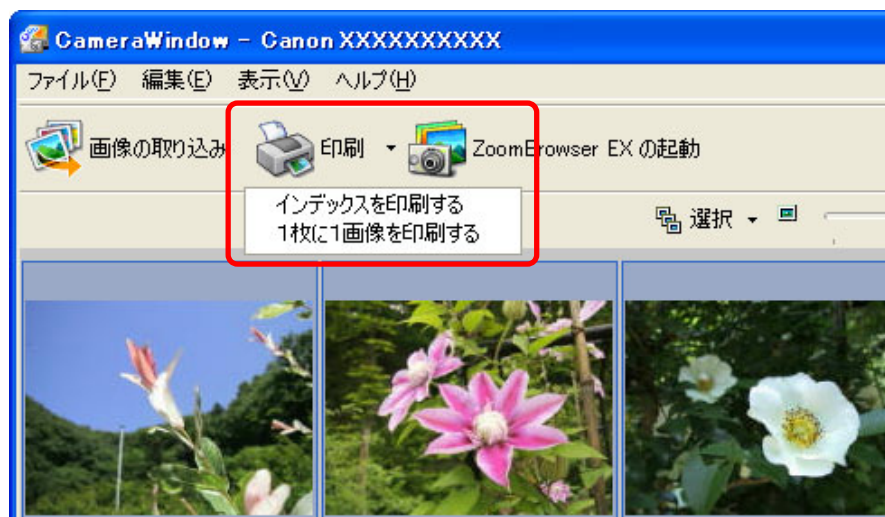 CameraWindow - Canon XXXXXXXXXX
ファイル(F) 編集(E) 表示(V) ヘルプ(H)
画像の取り込み 印刷 ZoomBrowser EX の起動
インデックスを印刷する
1枚に1画像を印刷する
選択